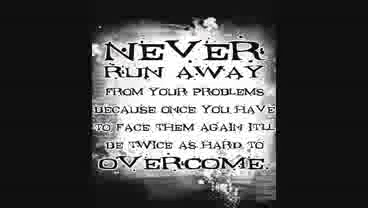 NEVER
RUN AWAY
FROM YOUR PROBLEMS
BECAUSE ONCE YOU HAVE
TO FACE THEM AGAIN IT'LL
BE TWICE AS HARD TO
OVERCOME.